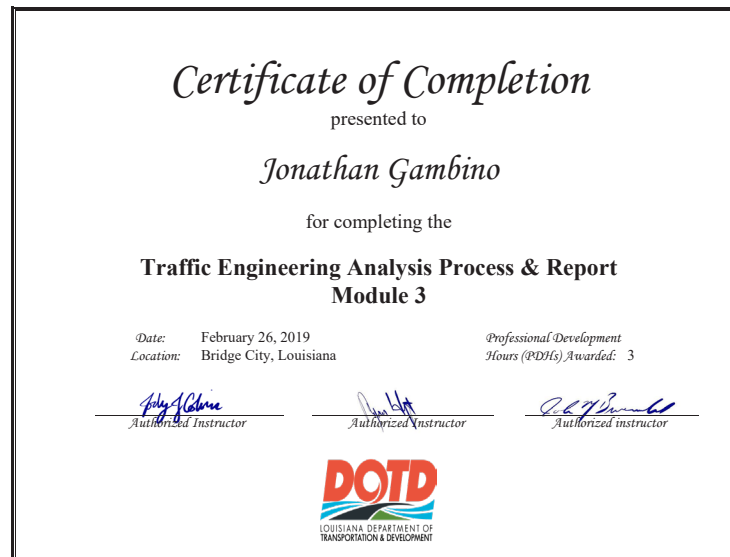 Certificate of Completion
presented to
Jonathan Gambino
for completing the
Traffic Engineering Analysis Process & Report
Module 3
Date: February 26, 2019
Location: Bridge City, Louisiana
Professional Development
Hours (PDHs) Awarded: 3
Authorized Instructor
Authorized Instructor
Authorized instructor
DOTD
LOUISIANA DEPARTMENT OF
TRANSPORTATION & DEVELOPMENT